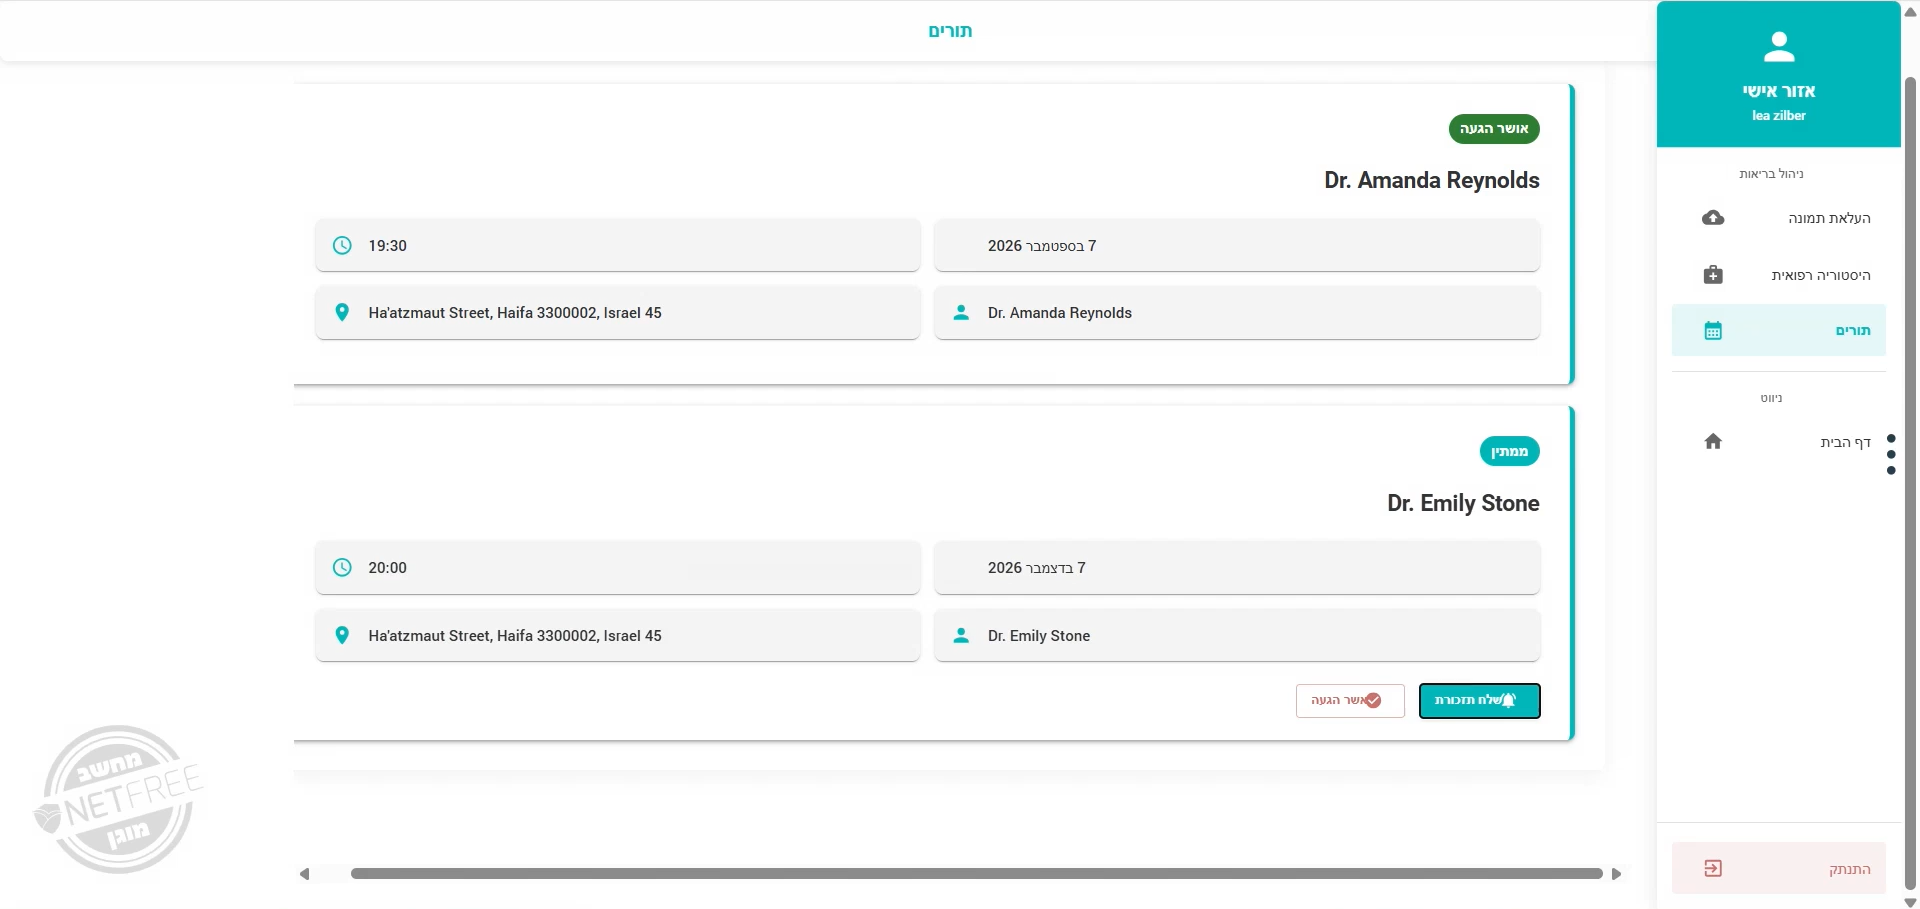 תורים
אזור אישי
lea zilber
ניהול בריאות
העלאת תמונה
היסטוריה רפואית
תורים
ניווט
דף הבית
התנתק
אושר הגעה
Dr. Amanda Reynolds
7 בספטמבר 2026
19:30
Dr. Amanda Reynolds
Ha'atzmaut Street, Haifa 3300002, Israel 45
ממתין
Dr. Emily Stone
7 בדצמבר 2026
20:00
Dr. Emily Stone
Ha'atzmaut Street, Haifa 3300002, Israel 45
שלח תזכורת
אשר הגעה
מחשב
NETFREE
מוגן